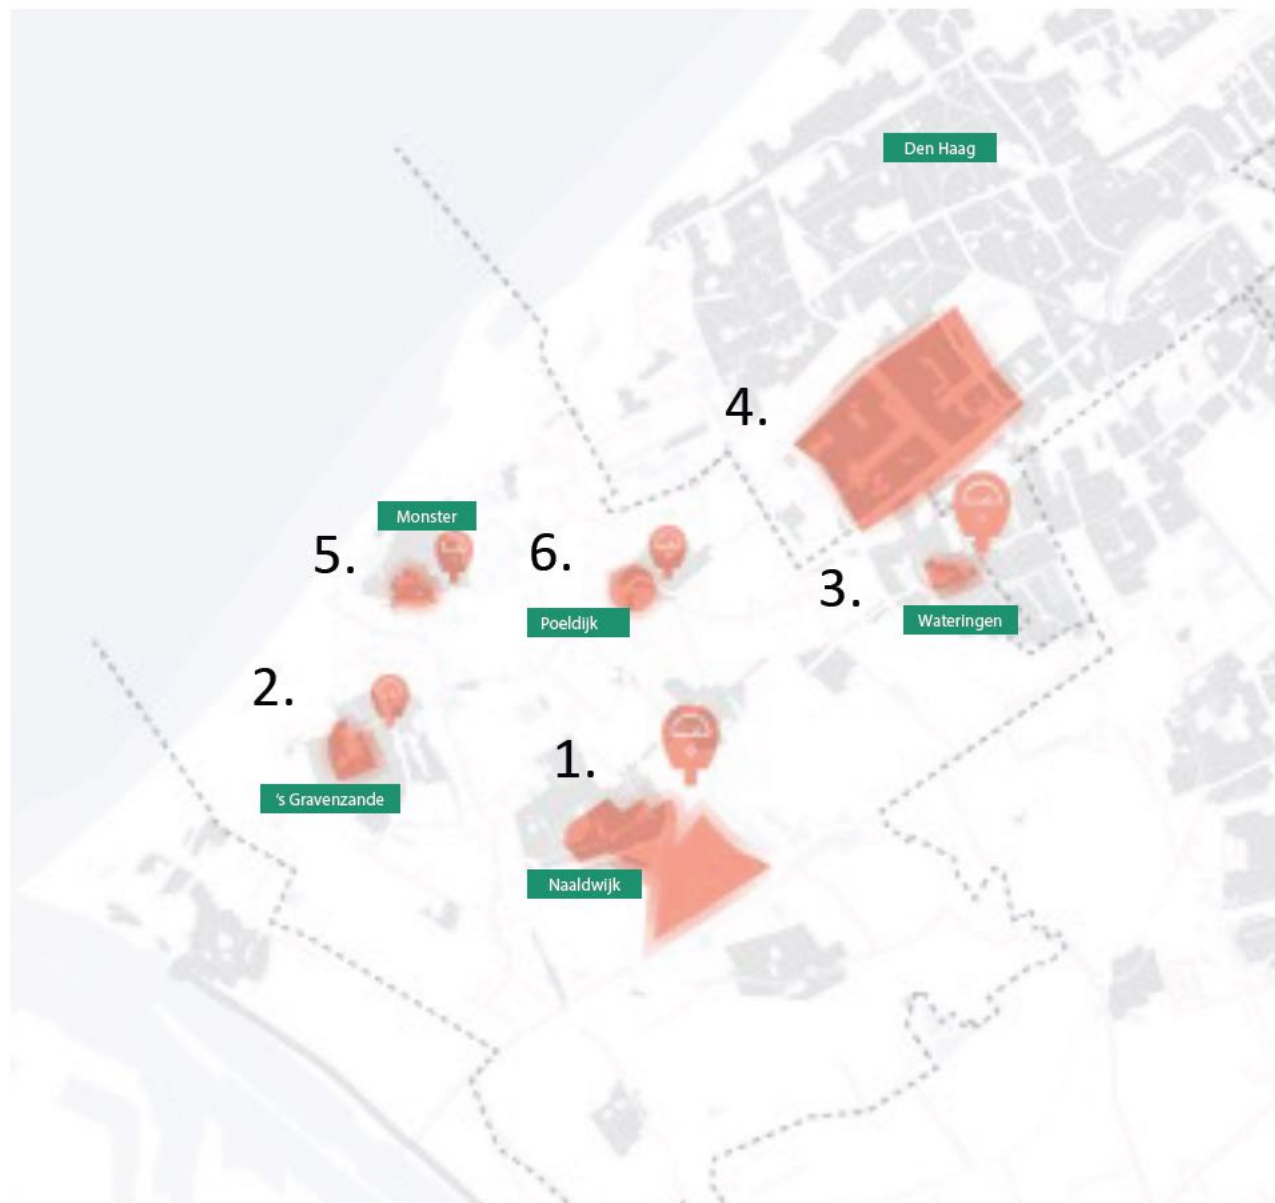 Den Haag
4.
Monster
5.
6.
Poeldijk
3.
Wateringen
2.
's Gravenzande
1.
Naaldwijk